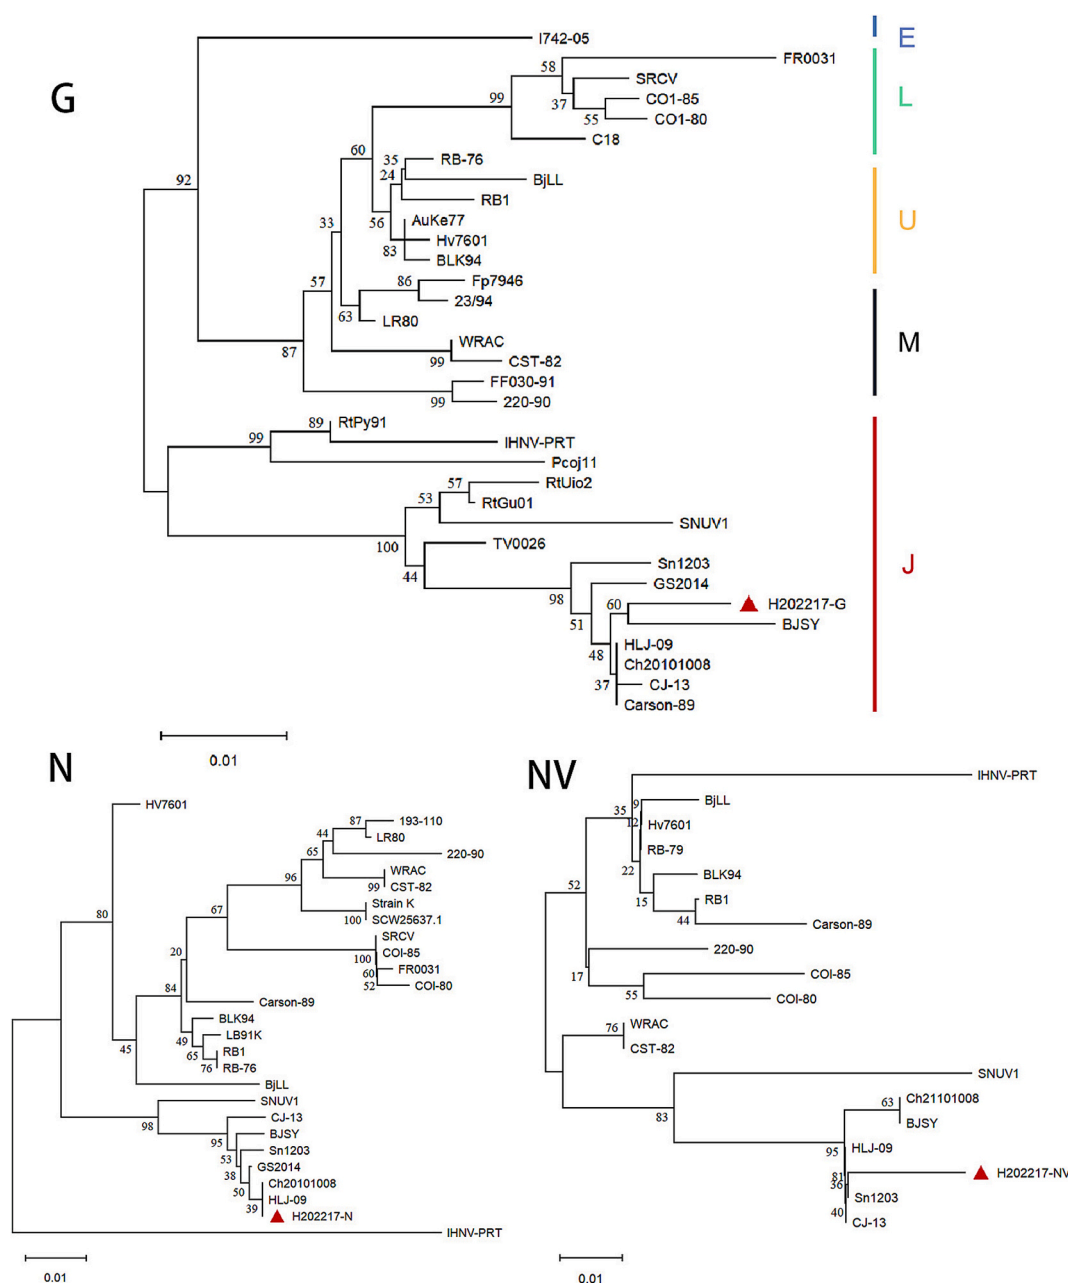 G
I742-05
E
FR0031
58
SRCV
L
99
37
CO1-85
55
CO1-80
C18
60
35
RB-76
24
BjLL
92
RB1
U
33
56
AuKe77
83
Hv7601
BLK94
57
86
Fp7946
23/94
63
LR80
M
87
WRAC
99
CST-82
FF030-91
99
220-90
89
RtPy91
99
IHNV-PRT
Pcoj11
57
RtUio2
53
RtGu01
SNUV1
100
TV0026
44
Sn1203
J
98
GS2014
60
H202217-G
51
BJSY
48
HLJ-09
Ch20101008
37
CJ-13
Carson-89
0.01
N
HV7601
87
193-110
44
LR80
65
220-90
96
WRAC
99
CST-82
Strain K
100
SCW25637.1
67
SRCV
80
COI-85
100
FR0031
60
52
COI-80
20
84
Carson-89
BLK94
49
LB91K
65
RB1
45
76
RB-76
BjLL
SNUV1
98
CJ-13
95
BJSY
53
Sn1203
38
GS2014
50
Ch20101008
HLJ-09
39
H202217-N
IHNV-PRT
0.01
NV
IHNV-PRT
35
9
BjLL
12
Hv7601
RB-79
22
BLK94
52
15
RB1
44
Carson-89
220-90
17
COI-85
55
COI-80
76
WRAC
CST-82
SNUV1
83
63
Ch21101008
BJSY
95
HLJ-09
81
H202217-NV
36
Sn1203
40
CJ-13
0.01